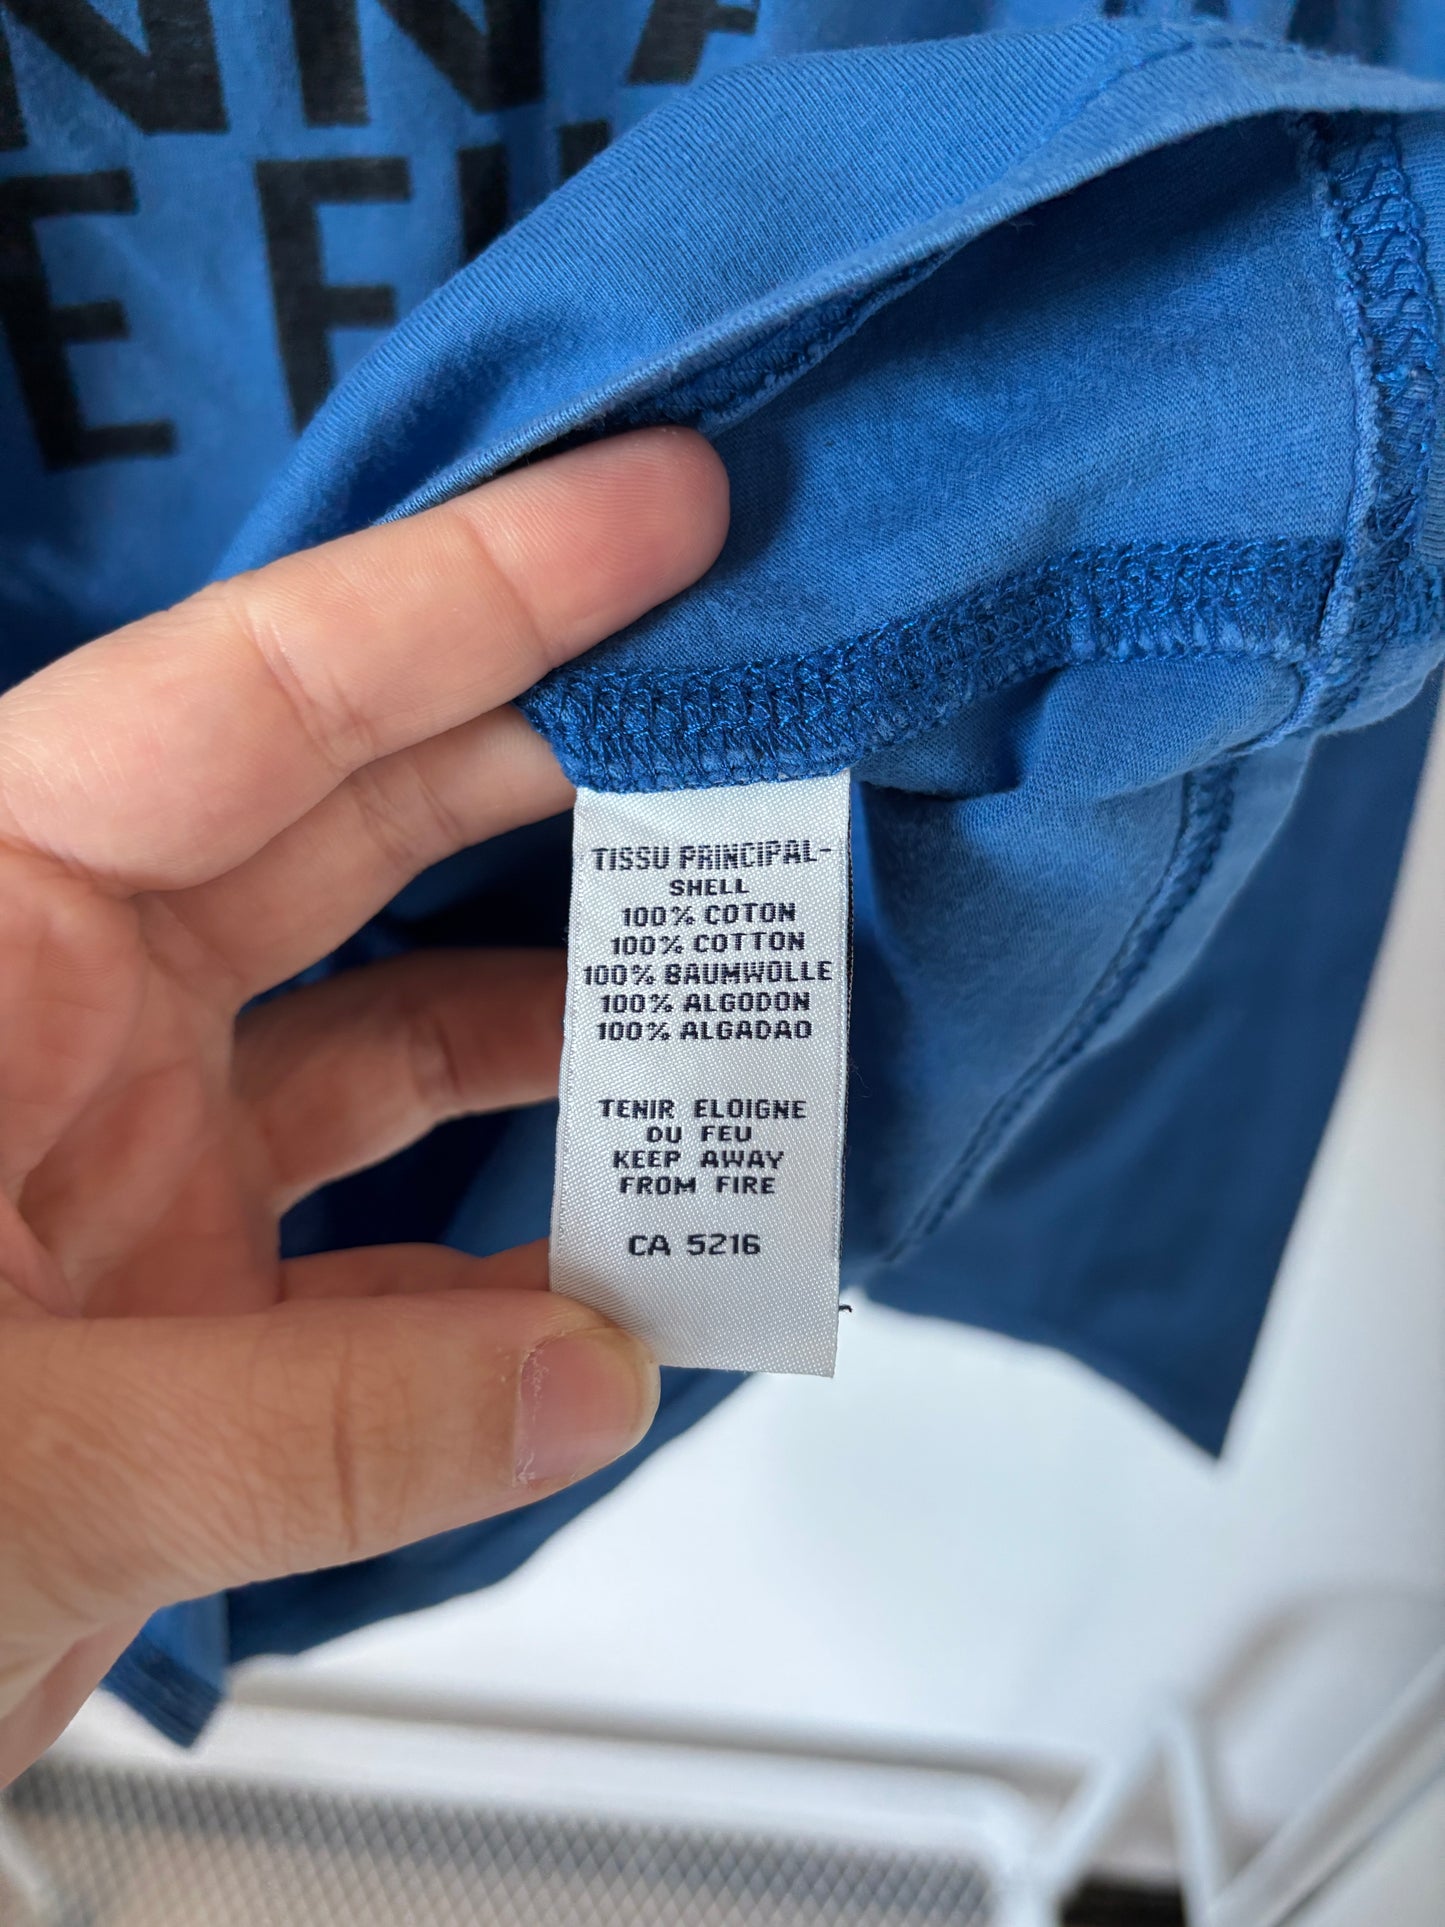 TISSU PRINCIPAL-
SHELL
100% COTON
100% COTTON
100% BAUMWOLLE
100% ALGODON
100% ALGADAO
TENIR ELOIGNE
DU FEU
KEEP AWAY
FROM FIRE
CA 5216